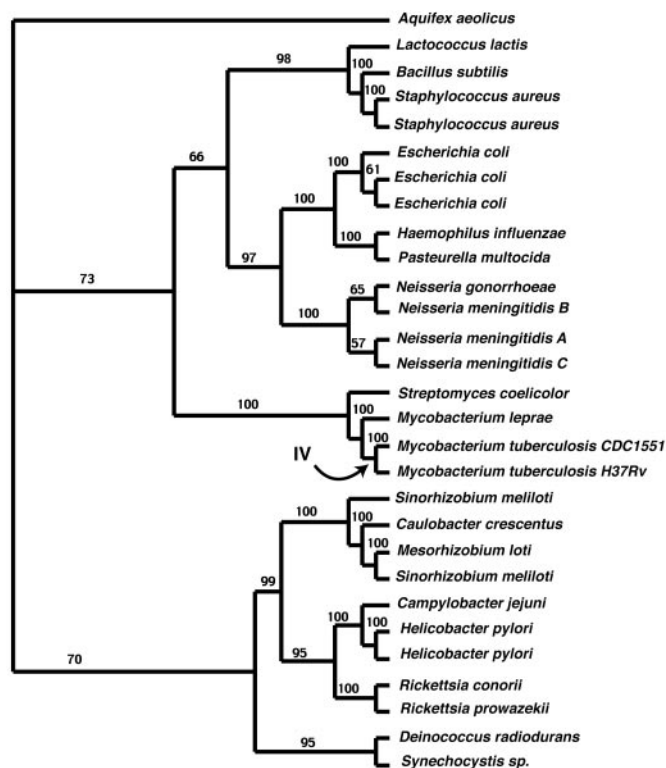 Aquifex aeolicus
Lactococcus lactis
98
100
Bacillus subtilis
100
Staphylococcus aureus
Staphylococcus aureus
Escherichia coli
66
100
61
Escherichia coli
100
Escherichia coli
100
Haemophilus influenzae
Pasteurella multocida
97
Neisseria gonorrhoeae
73
65
Neisseria meningitidis B
100
Neisseria meningitidis A
57
Neisseria meningitidis C
Streptomyces coelicolor
100
100
Mycobacterium leprae
100
Mycobacterium tuberculosis CDC1551
IV
Mycobacterium tuberculosis H37Rv
Sinorhizobium meliloti
100
100
Caulobacter crescentus
100
Mesorhizobium loti
Sinorhizobium meliloti
99
Campylobacter jejuni
100
100
Helicobacter pylori
95
Helicobacter pylori
70
100
Rickettsia conorii
Rickettsia prowazekii
Deinococcus radiodurans
95
Synechocystis sp.